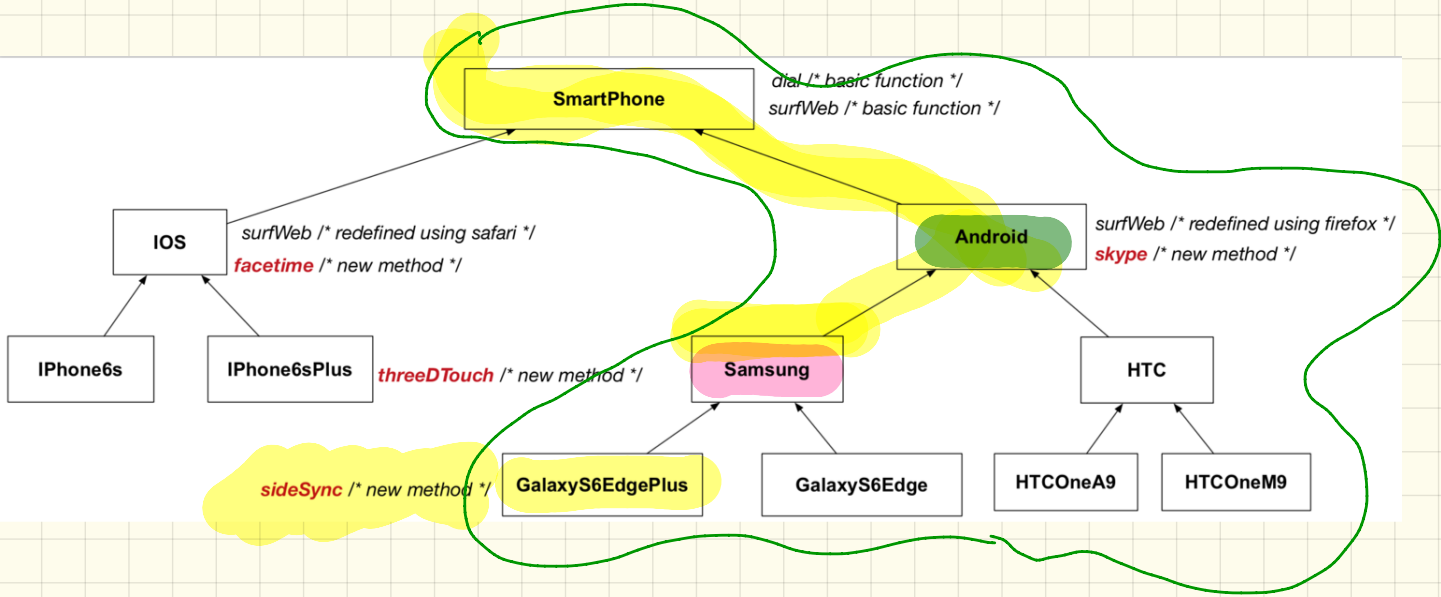 SmartPhone
dial /* basic function */
surfWeb /* basic function */
IOS
surfWeb /* redefined using safari */
facetime /* new method */
Android
surfWeb /* redefined using firefox */
skype /* new method */
IPhone6s
IPhone6sPlus
threeDTouch /* new method */
Samsung
HTC
sideSync /* new method */
GalaxyS6EdgePlus
GalaxyS6Edge
HTCOneA9
HTCOneM9